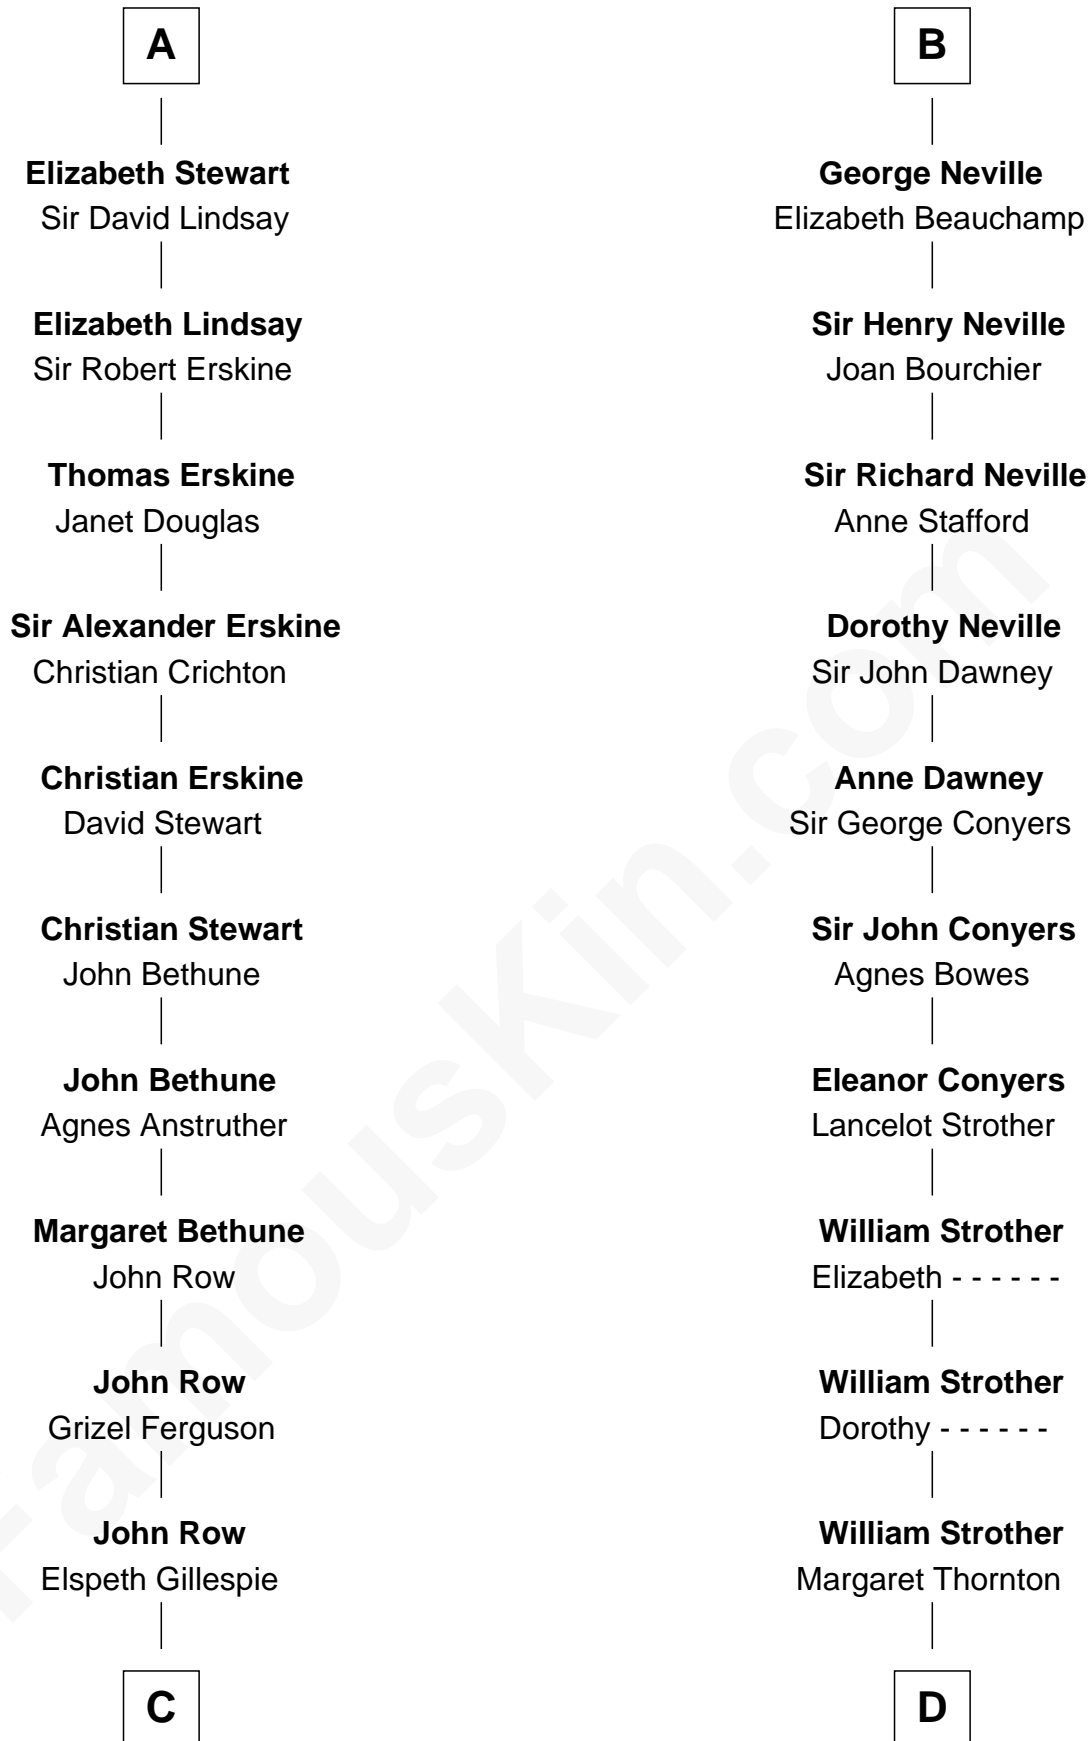 A
Elizabeth Stewart
Sir David Lindsay
Elizabeth Lindsay
Sir Robert Erskine
Thomas Erskine
Janet Douglas
Sir Alexander Erskine
Christian Crichton
Christian Erskine
David Stewart
Christian Stewart
John Bethune
John Bethune
Agnes Anstruther
Margaret Bethune
John Row
John Row
Grizel Ferguson
John Row
Elspeth Gillespie
C
B
George Neville
Elizabeth Beauchamp
Sir Henry Neville
Joan Bourchier
Sir Richard Neville
Anne Stafford
Dorothy Neville
Sir John Dawney
Anne Dawney
Sir George Conyers
Sir John Conyers
Agnes Bowes
Eleanor Conyers
Lancelot Strother
William Strother
Elizabeth - - - - - -
William Strother
Dorothy - - - - - -
William Strother
Margaret Thornton
D
FamousKin.com